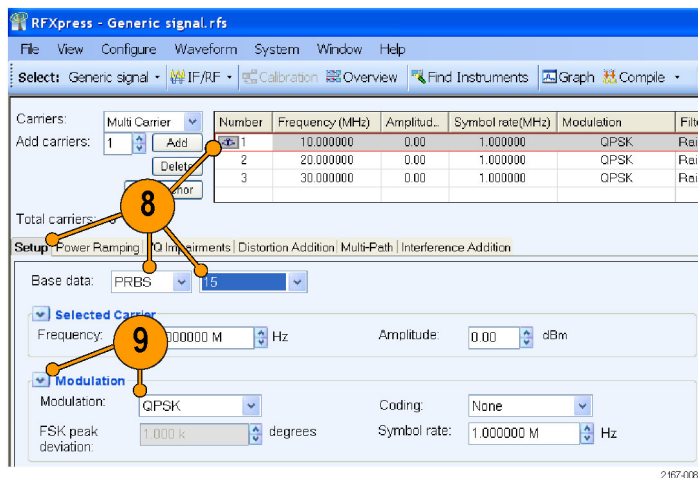 RFXpress - Generic signal.rfs
File View Configure Waveform System Window Help
Select: Generic signal IF/RF Calibration Overview Find Instruments Graph Compile
Carriers: Multi Carrier
Number Frequency (MHz) Amplitud... Symbol rate(MHz) Modulation Filte
Add carriers: 1 Add
1 10.000000 0.00 1.000000 QPSK Rai
Delete
2 20.000000 0.00 1.000000 QPSK Rai
3 30.000000 0.00 1.000000 QPSK Rai
8
Total carriers:
Setup Power Ramping I/Q Impairments Distortion Addition Multi-Path Interference Addition
Base data: PRBS 15
Selected Carrier
Frequency: 000000 M Hz Amplitude: 0.00 dBm
9
Modulation
Modulation: QPSK Coding: None
FSK peak deviation: 1.000 k degrees Symbol rate: 1.000000 M Hz
2167-008